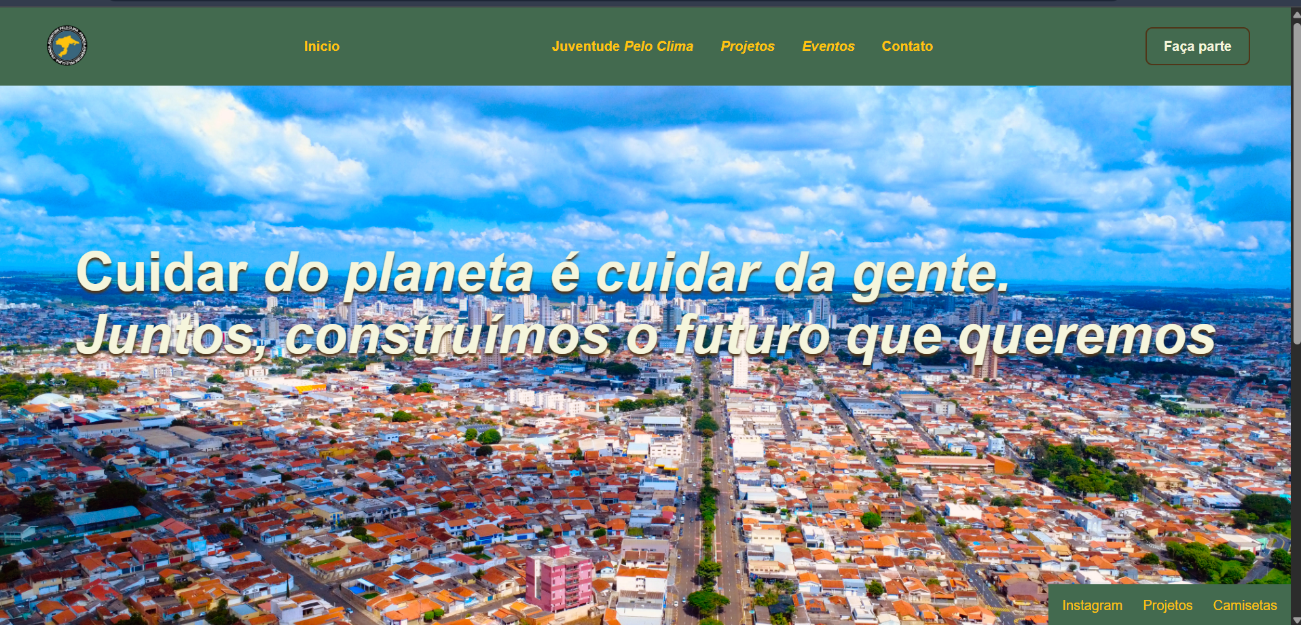 Inicio
Juventude Pelo Clima Projetos Eventos Contato
Faça parte
Cuidar do planeta é cuidar da gente.
Juntos, construímos o futuro que queremos
Instagram Projetos Camisetas